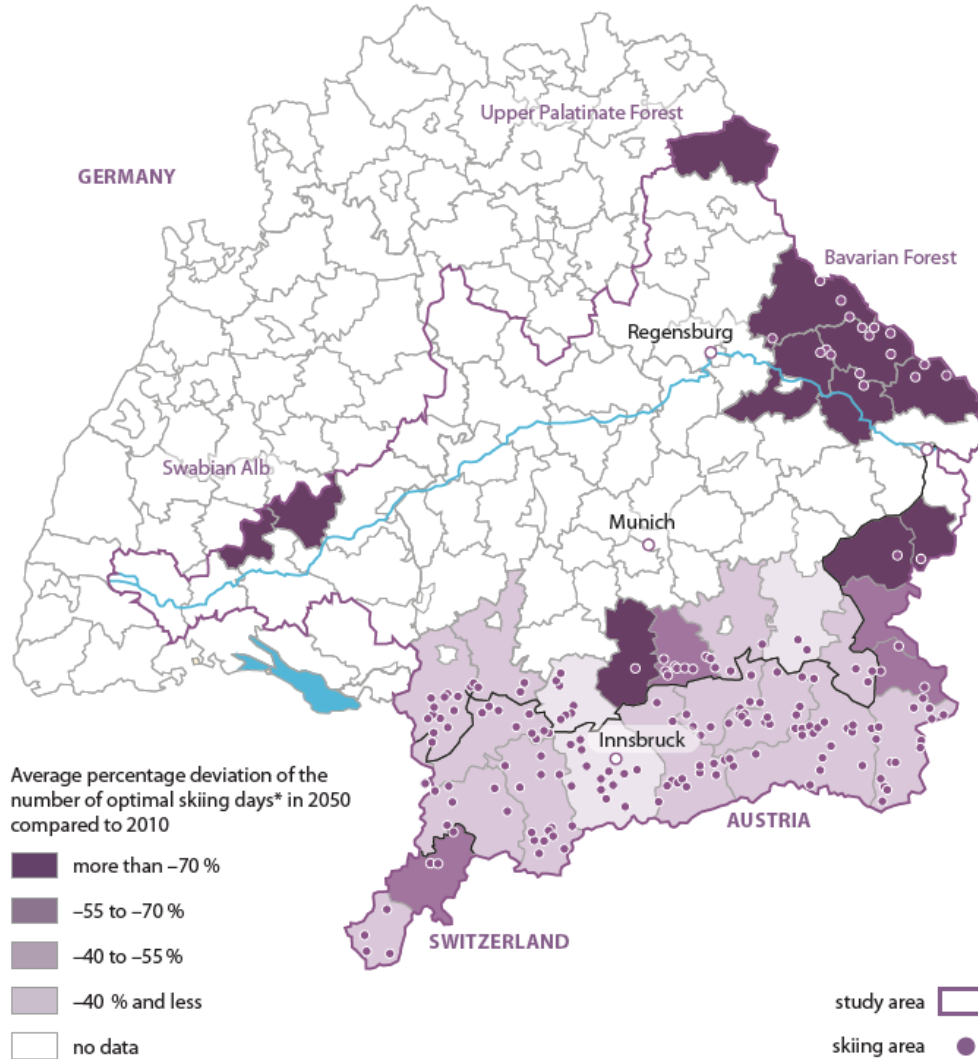 Upper Palatinate Forest
GERMANY
Bavarian Forest
Regensburg
Swabian Alb
Munich
Innsbruck
Average percentage deviation of the
number of optimal skiing days* in 2050
compared to 2010
AUSTRIA
more than –70 %
–55 to –70 %
SWITZERLAND
–40 to –55 %
–40 % and less
study area
no data
skiing area